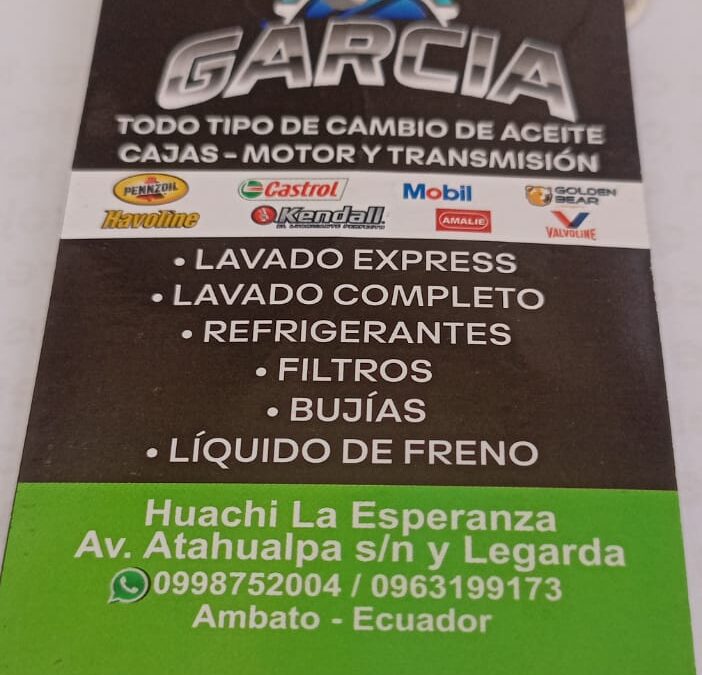 GARCIA
TODO TIPO DE CAMBIO DE ACEITE
CAJAS - MOTOR Y TRANSMISIÓN
PENNZOIL Castrol Mobil GOLDEN BEAR
Havoline Kendall AMALIE VALVOLINE
• LAVADO EXPRESS
• LAVADO COMPLETO
• REFRIGERANTES
• FILTROS
• BUJÍAS
• LÍQUIDO DE FRENO
Huachi La Esperanza
Av. Atahualpa s/n y Legarda
0998752004 / 0963199173
Ambato - Ecuador